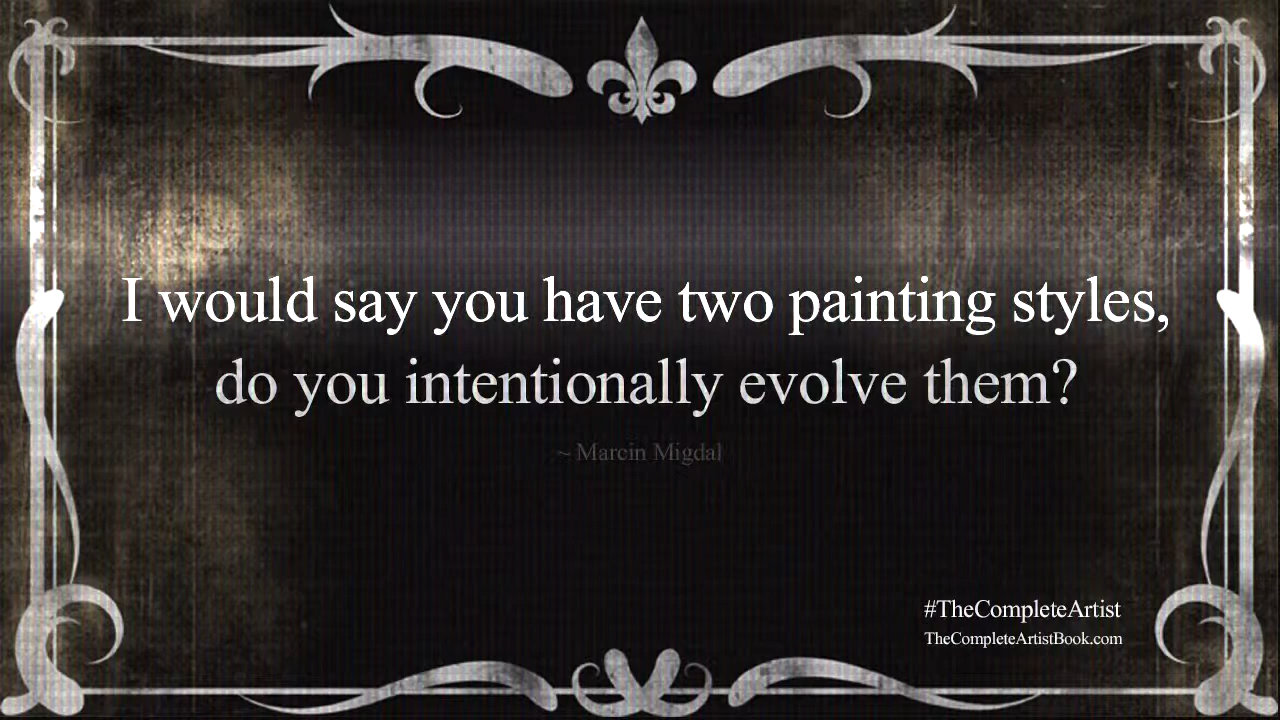 I would say you have two painting styles,
do you intentionally evolve them?
~ Marcin Migdal
#TheCompleteArtist
TheCompleteArtistBook.com